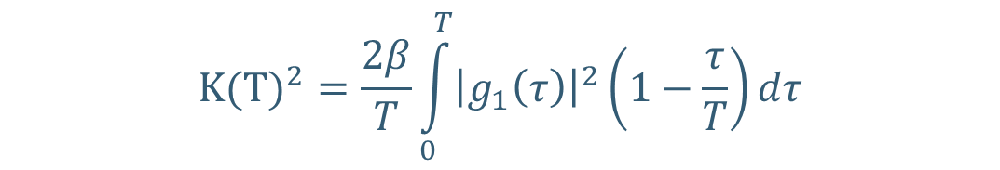 K(T)² = 2β/T ∫₀ᵀ |g₁(τ)|² (1 − τ/T) dτ